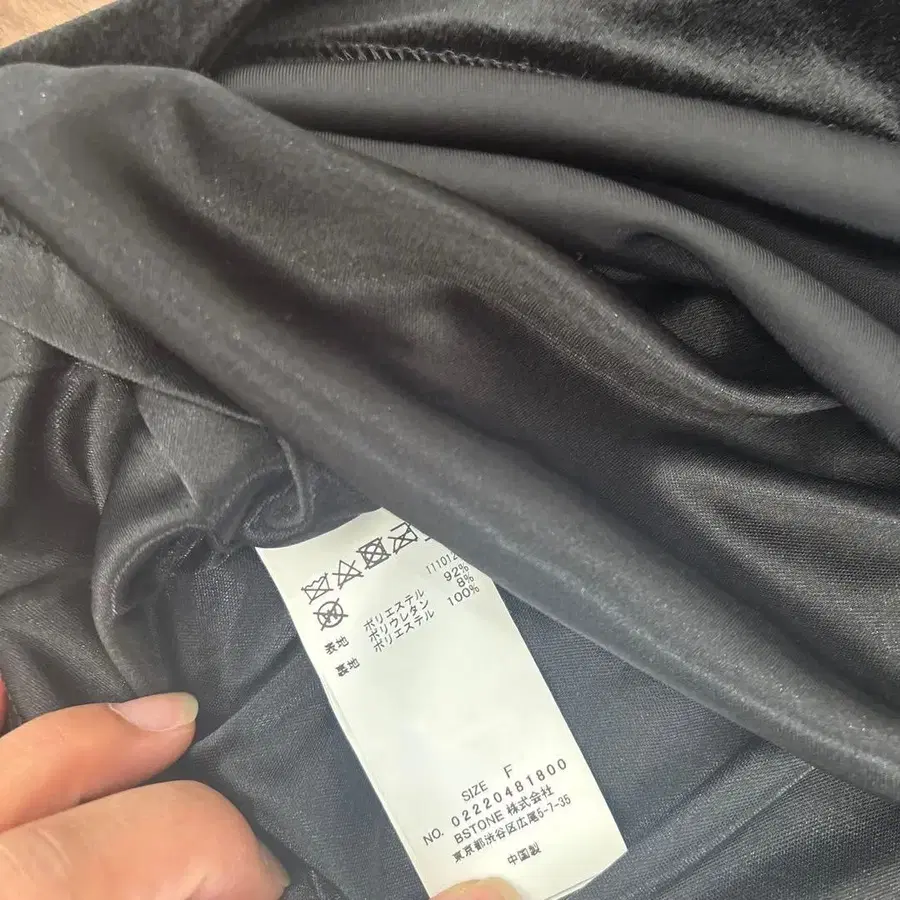 表地 ポリエステル 92%
ポリウレタン 8%
裏地 ポリエステル 100%
SIZE F
NO. 02220481800
BSTONE 株式会社
東京都渋谷区広尾5-7-35
中国製